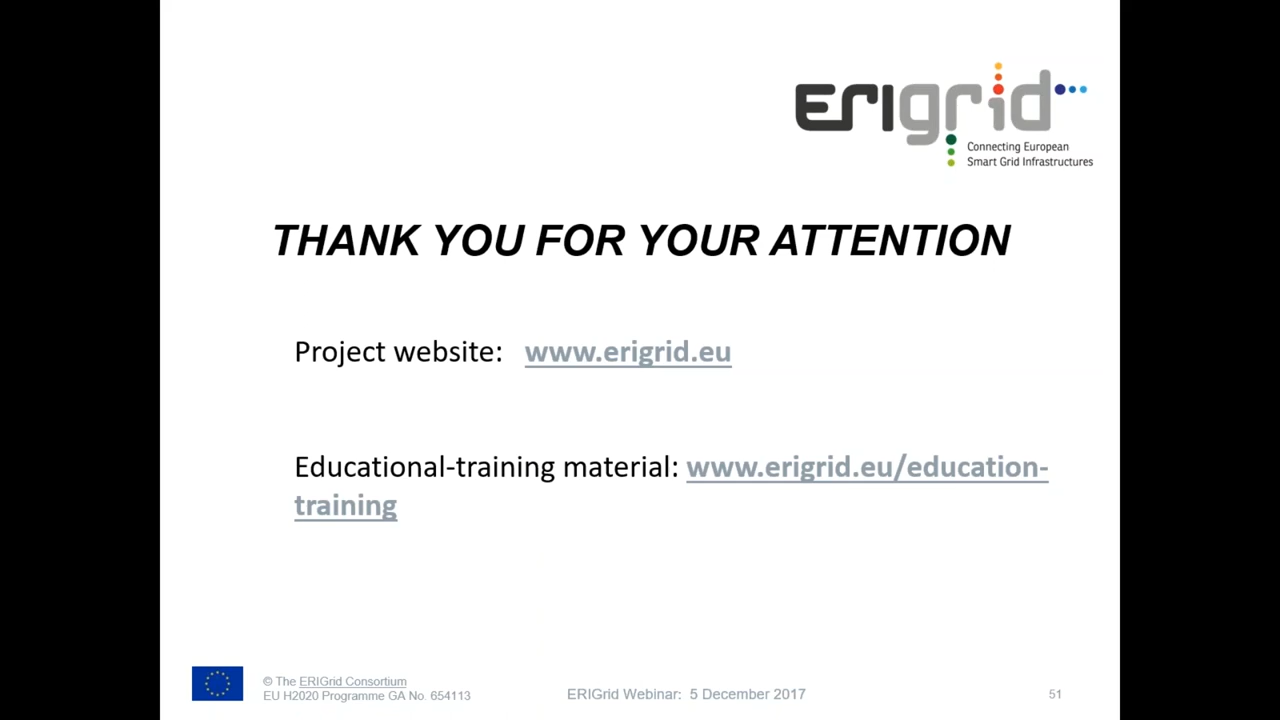 ERIgrid
Connecting European
Smart Grid Infrastructures
THANK YOU FOR YOUR ATTENTION
Project website: www.erigrid.eu
Educational-training material: www.erigrid.eu/education-
training
© The ERIGrid Consortium
EU H2020 Programme GA No. 654113
ERIGrid Webinar: 5 December 2017
51